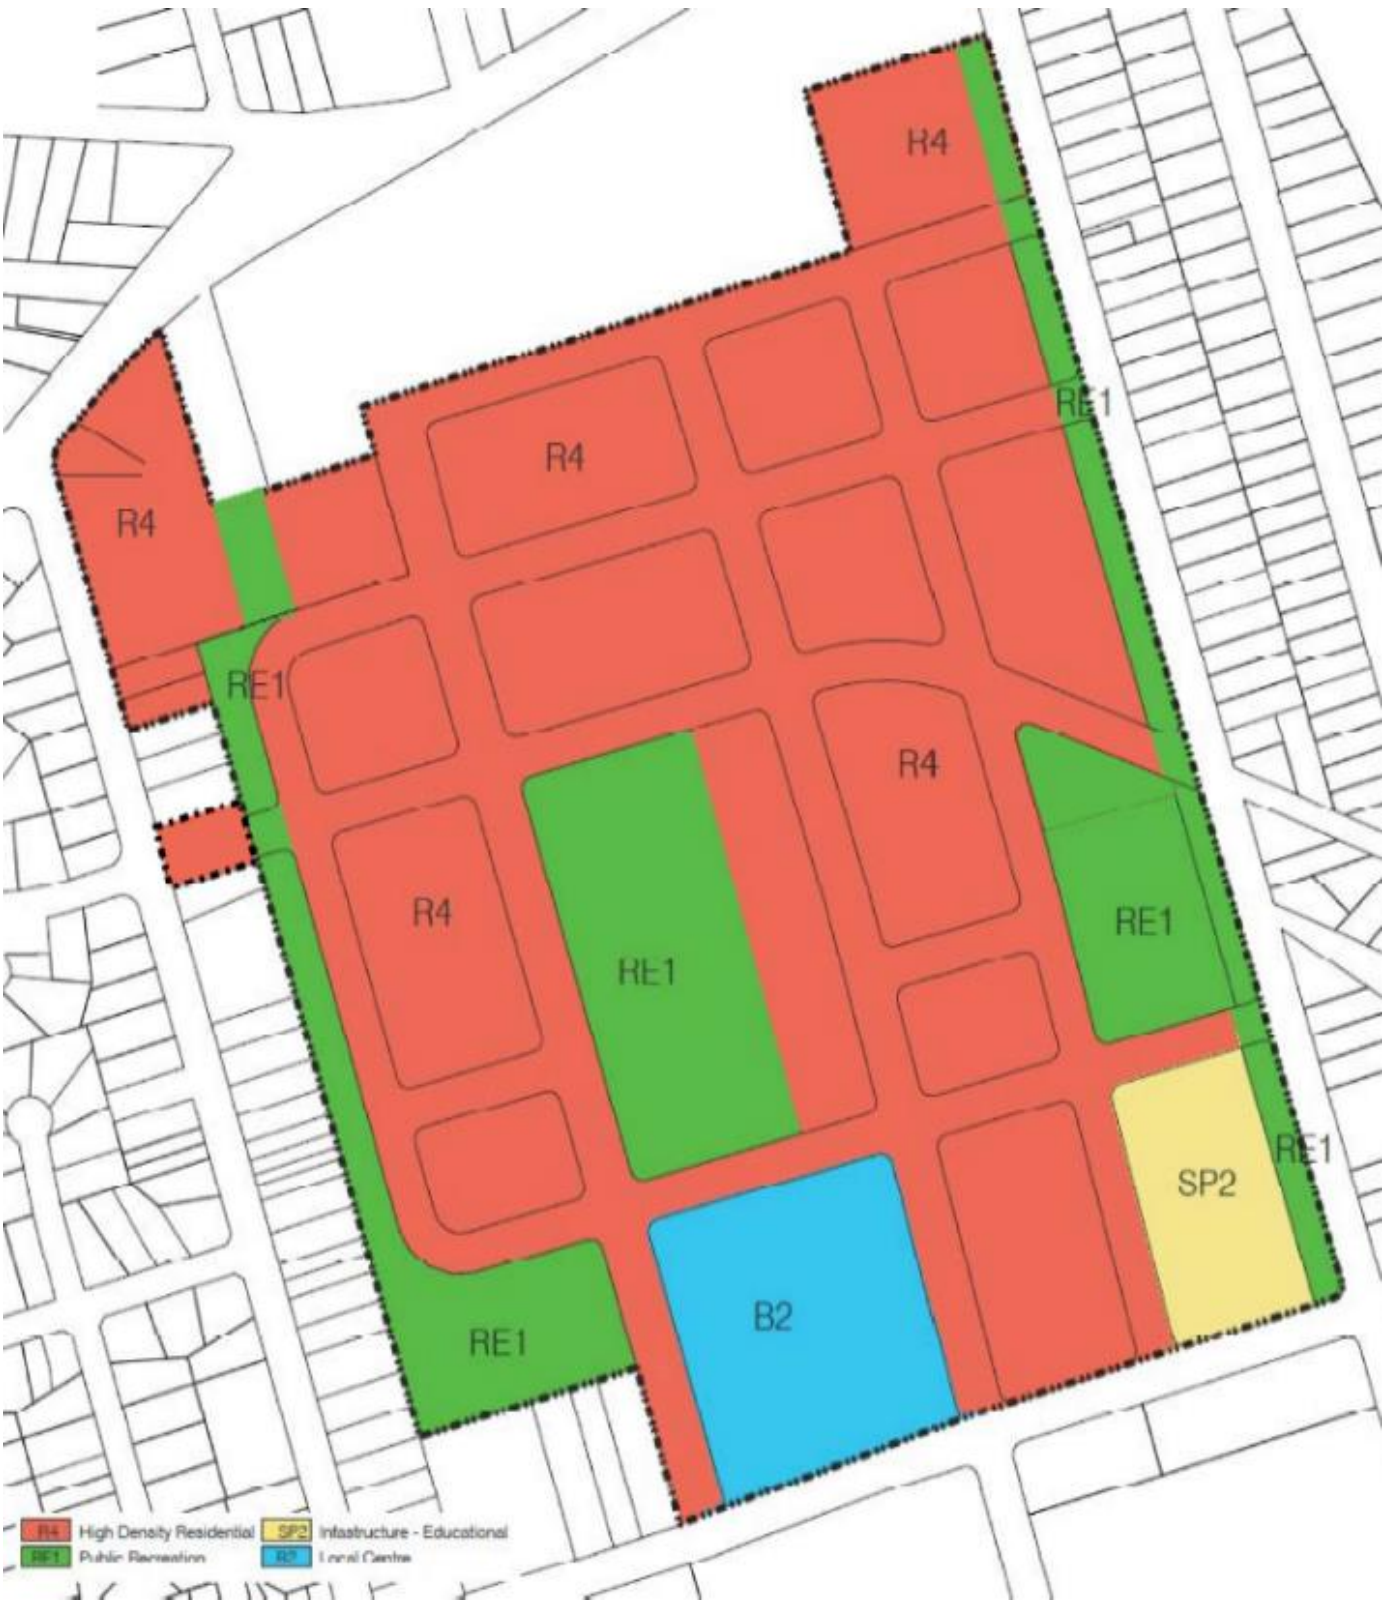 R4
RE1
R4
R4
RE1
R4
R4
RE1
RE1
RE1
SP2
B2
RE1
R4 High Density Residential SP2 Infastructure - Educational
RE1 Public Recreation B2 Local Centre